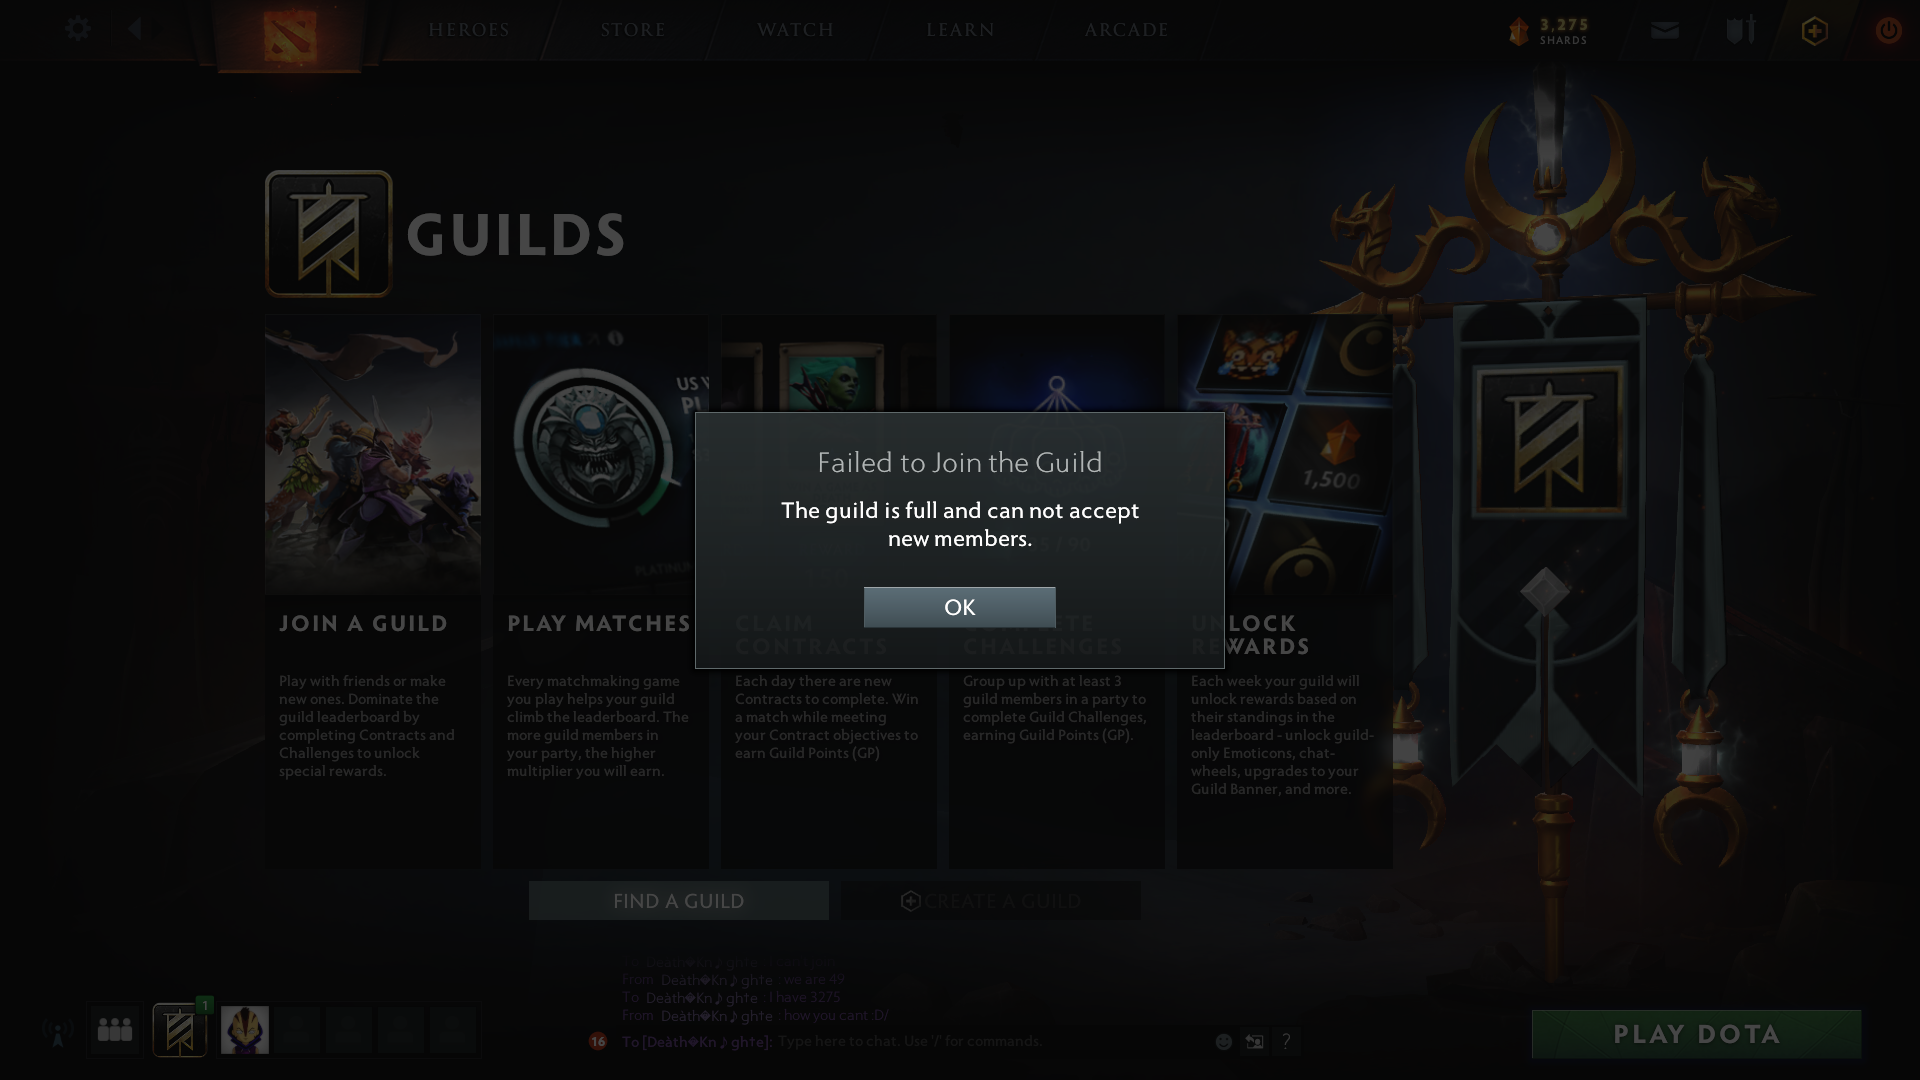 HEROES
STORE
WATCH
LEARN
ARCADE
3,275
SHARDS
GUILDS
1,500
Failed to Join the Guild
The guild is full and can not accept
new members.
OK
JOIN A GUILD
Play with friends or make
new ones. Dominate the
guild leaderboard by
completing Contracts and
Challenges to unlock
special rewards.
PLAY MATCHES
Every matchmaking game
you play helps your guild
climb the leaderboard. The
more guild members in
your party, the higher
multiplier you will earn.
CLAIM
CONTRACTS
Each day there are new
Contracts to complete. Win
a match while meeting
your Contract objectives to
earn Guild Points (GP)
COMPLETE
CHALLENGES
Group up with at least 3
guild members in a party to
complete Guild Challenges,
earning Guild Points (GP).
UNLOCK
REWARDS
Each week your guild will
unlock rewards based on
their standings in the
leaderboard - unlock guild-
only Emoticons, chat-
wheels, upgrades to your
Guild Banner, and more.
FIND A GUILD
CREATE A GUILD
From Deàth�Kn♪gh†e : we are 49
To Deàth�Kn♪gh†e : I have 3275
From Deàth�Kn♪gh†e : how you cant :D/
16
To [Deàth�Kn♪gh†e]: Type here to chat. Use '/' for commands.
?
1
PLAY DOTA